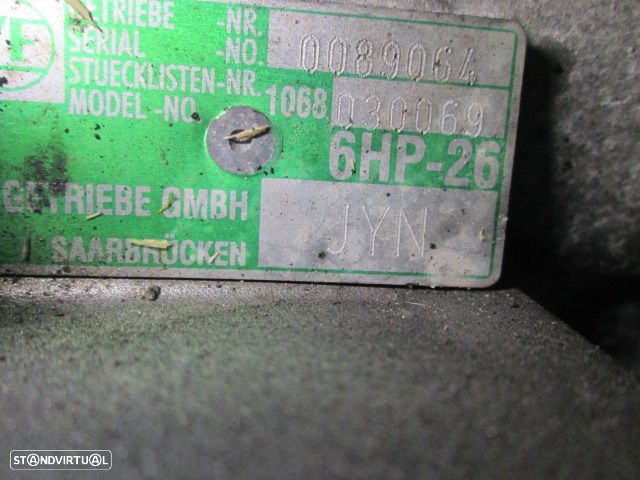 GETRIEBE -NR.
SERIAL -NO. 0089064
STUECKLISTEN-NR.
MODEL -NO. 1068 030069
6HP-26
GETRIEBE GMBH
JYN
SAARBRÜCKEN
STANDVIRTUAL